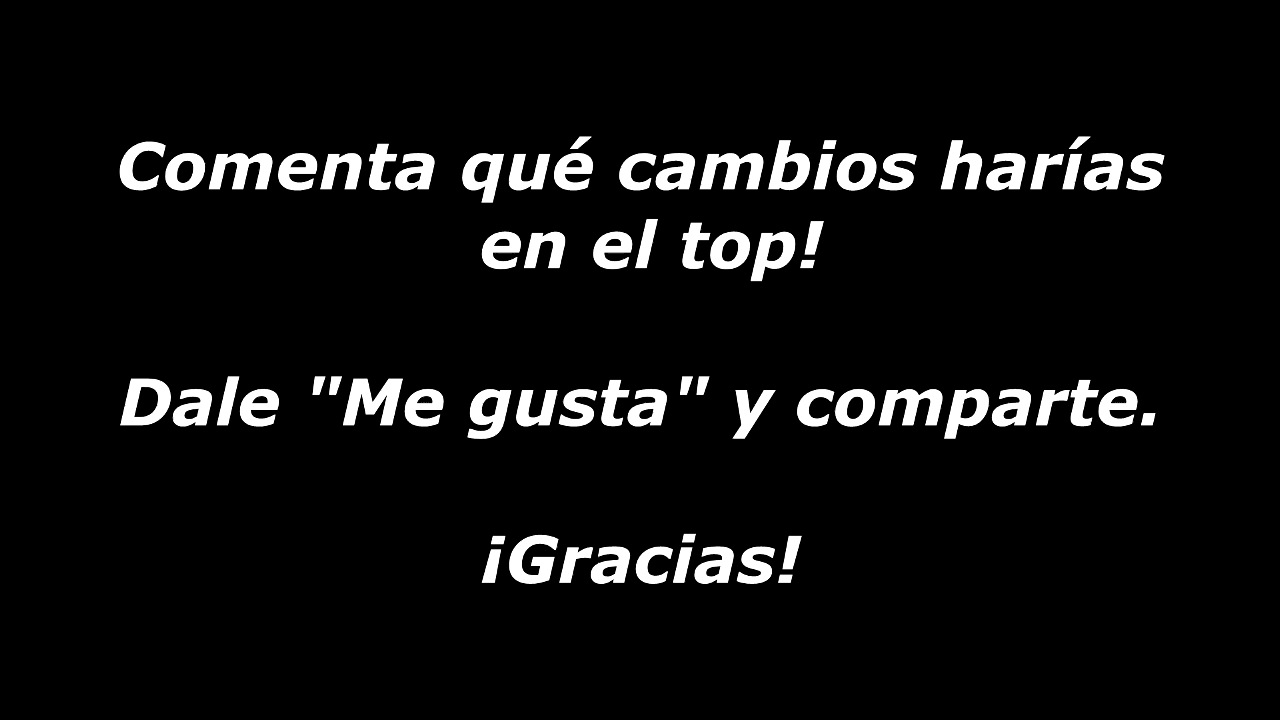 Comenta qué cambios harías
en el top!
Dale "Me gusta" y comparte.
¡Gracias!